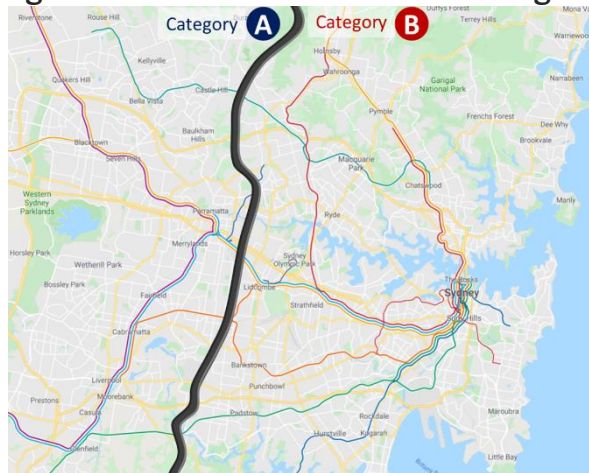 Category A
Category B
Riverstone
Rouse Hill
Duffys Forest
Terrey Hills
Mona Va
Warriewood
Kellyville
Hornsby
Wahroonga
Quakers Hill
Castle Hill
Bella Vista
Garigal
National Park
Narrabeen
Pymble
Frenchs Forest
Dee Why
Baulkham
Hills
Brookvale
Blacktown
Seven Hills
Macquarie
Park
Chatswood
Western
Sydney
Parklands
Manly
Parramatta
Ryde
Merrylands
Horsley Park
Wetherill Park
Sydney
Olympic Park
Bossley Park
Lidcombe
The Rocks
Sydney
Fairfield
Strathfield
Surry Hills
Cabramatta
Bankstown
Liverpool
Punchbowl
Prestons
Moorebank
Casula
Padstow
Rockdale
Maroubra
Glenfield
Hurstville
Kogarah
Little Bay